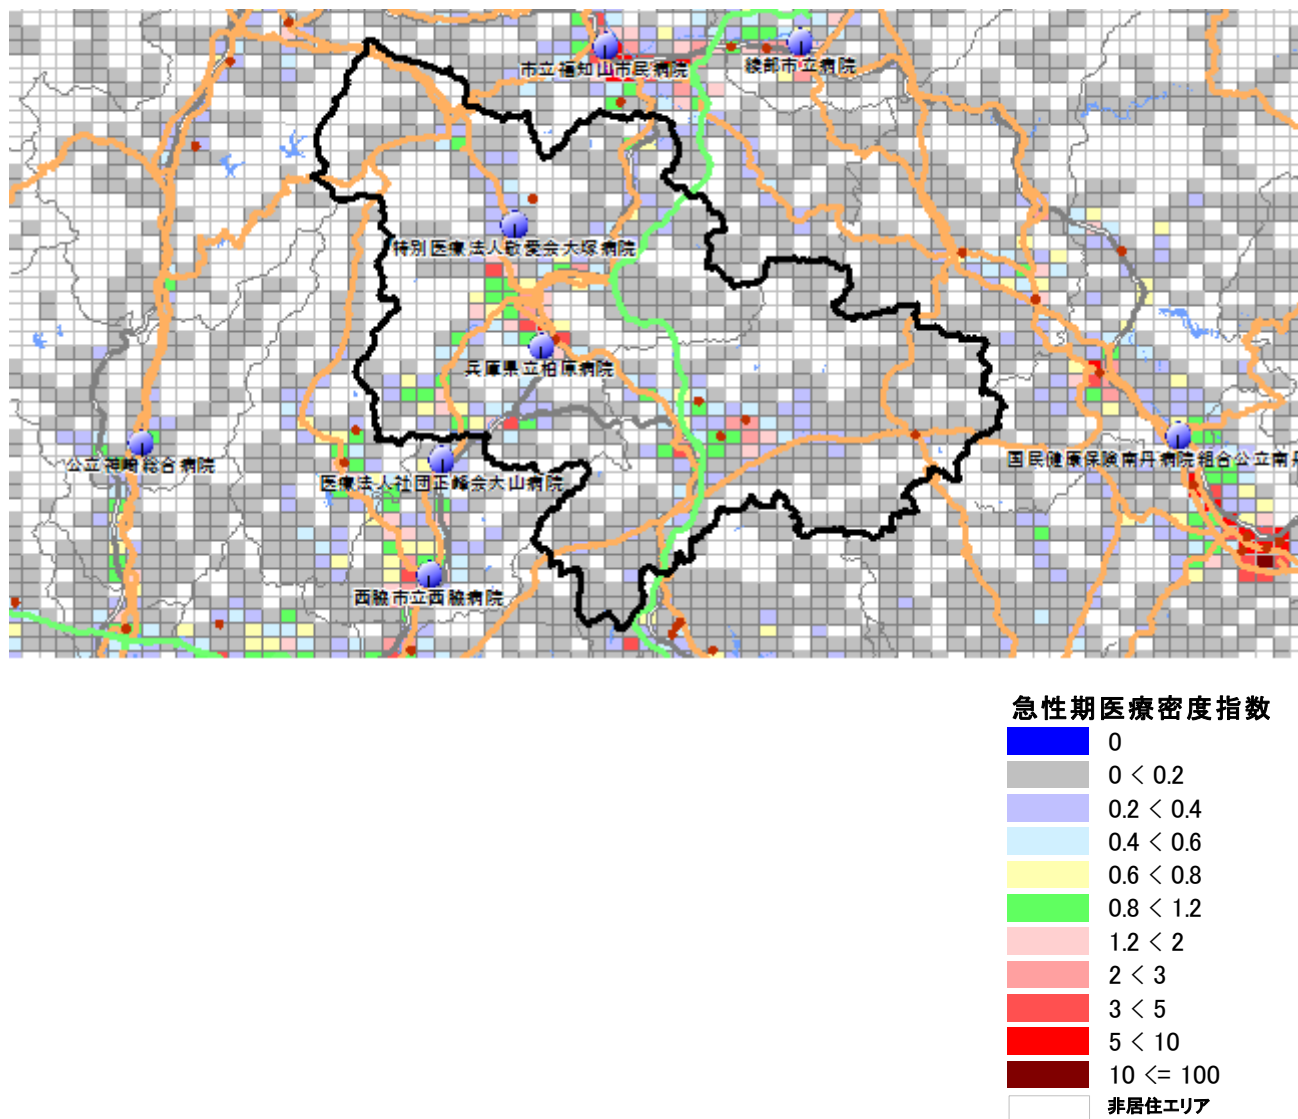 市立福知山市民病院
綾部市立病院
特別医療法人敬愛会大塚病院
兵庫県立柏原病院
公立神崎総合病院
医療法人社団正峰会大山病院
国民健康保険南丹病院組合公立南丹
西脇市立西脇病院
急性期医療密度指数
0
0 < 0.2
0.2 < 0.4
0.4 < 0.6
0.6 < 0.8
0.8 < 1.2
1.2 < 2
2 < 3
3 < 5
5 < 10
10 <= 100
非居住エリア